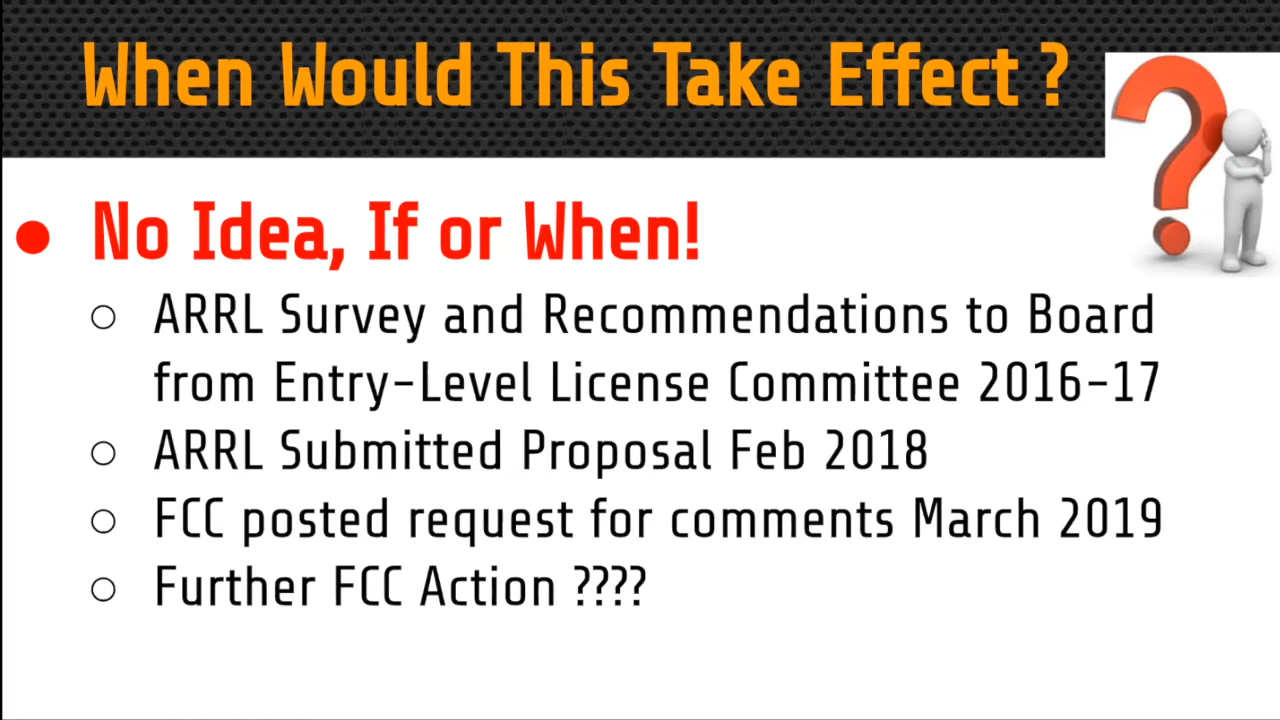 When Would This Take Effect ?
● No Idea, If or When!
○ ARRL Survey and Recommendations to Board
from Entry-Level License Committee 2016-17
○ ARRL Submitted Proposal Feb 2018
○ FCC posted request for comments March 2019
○ Further FCC Action ????